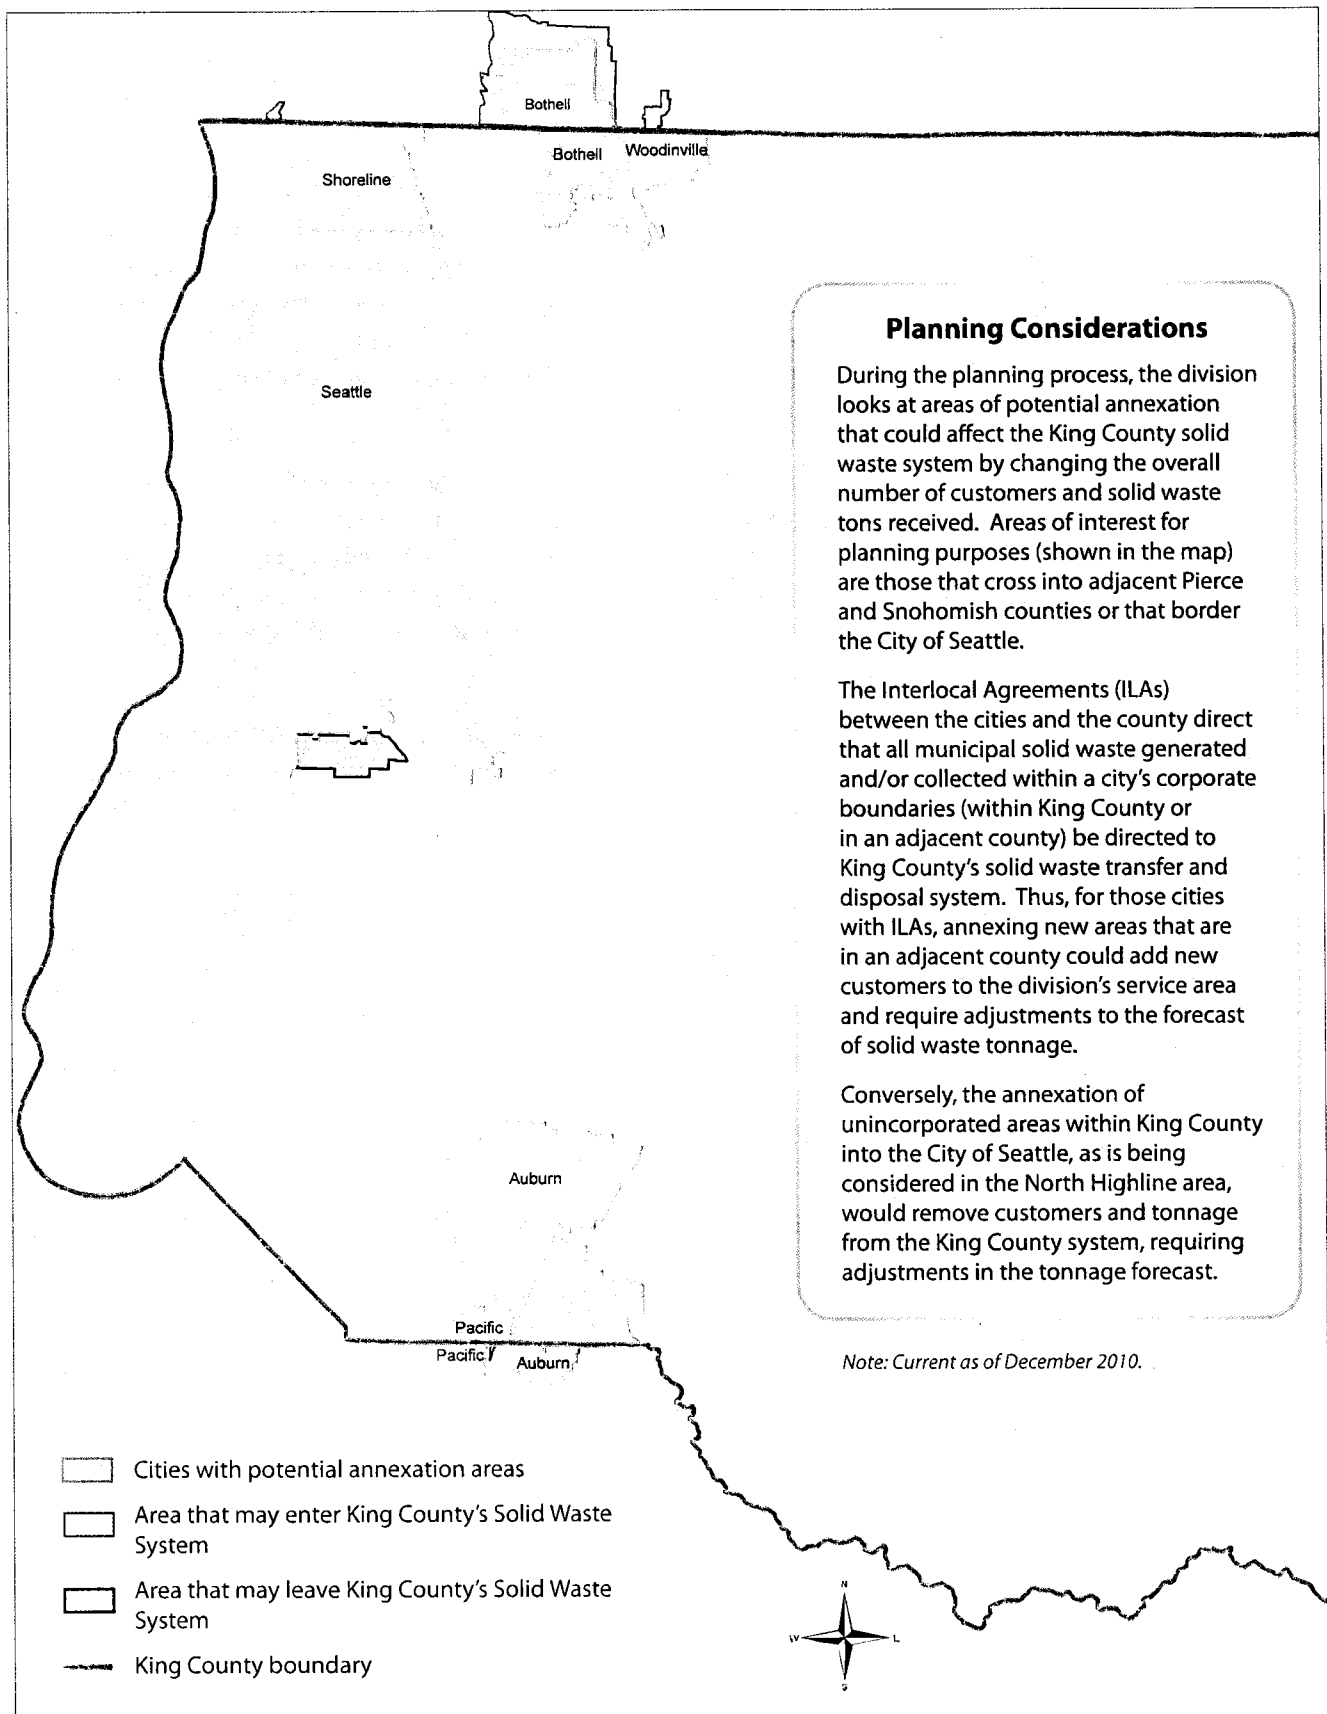 Bothell
Bothell
Woodinville
Shoreline
Seattle
Planning Considerations
During the planning process, the division
looks at areas of potential annexation
that could affect the King County solid
waste system by changing the overall
number of customers and solid waste
tons received. Areas of interest for
planning purposes (shown in the map)
are those that cross into adjacent Pierce
and Snohomish counties or that border
the City of Seattle.
The Interlocal Agreements (ILAs)
between the cities and the county direct
that all municipal solid waste generated
and/or collected within a city's corporate
boundaries (within King County or
in an adjacent county) be directed to
King County's solid waste transfer and
disposal system. Thus, for those cities
with ILAs, annexing new areas that are
in an adjacent county could add new
customers to the division's service area
and require adjustments to the forecast
of solid waste tonnage.
Conversely, the annexation of
unincorporated areas within King County
into the City of Seattle, as is being
considered in the North Highline area,
would remove customers and tonnage
from the King County system, requiring
adjustments in the tonnage forecast.
Auburn
Pacific
Pacific
Auburn
Note: Current as of December 2010.
Cities with potential annexation areas
Area that may enter King County's Solid Waste
System
Area that may leave King County's Solid Waste
System
King County boundary
N
W
L
S